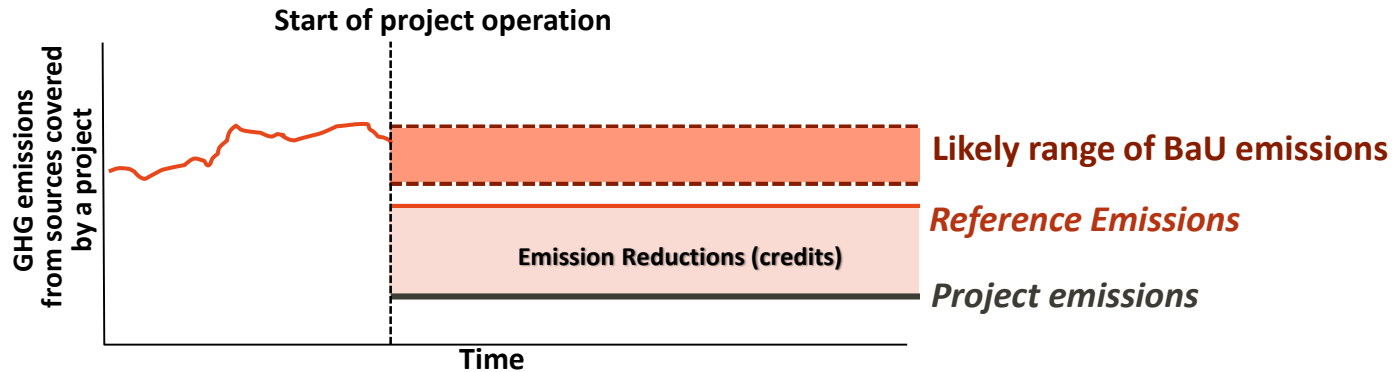 Start of project operation
GHG emissions
from sources covered
by a project
Likely range of BaU emissions
Reference Emissions
Emission Reductions (credits)
Project emissions
Time